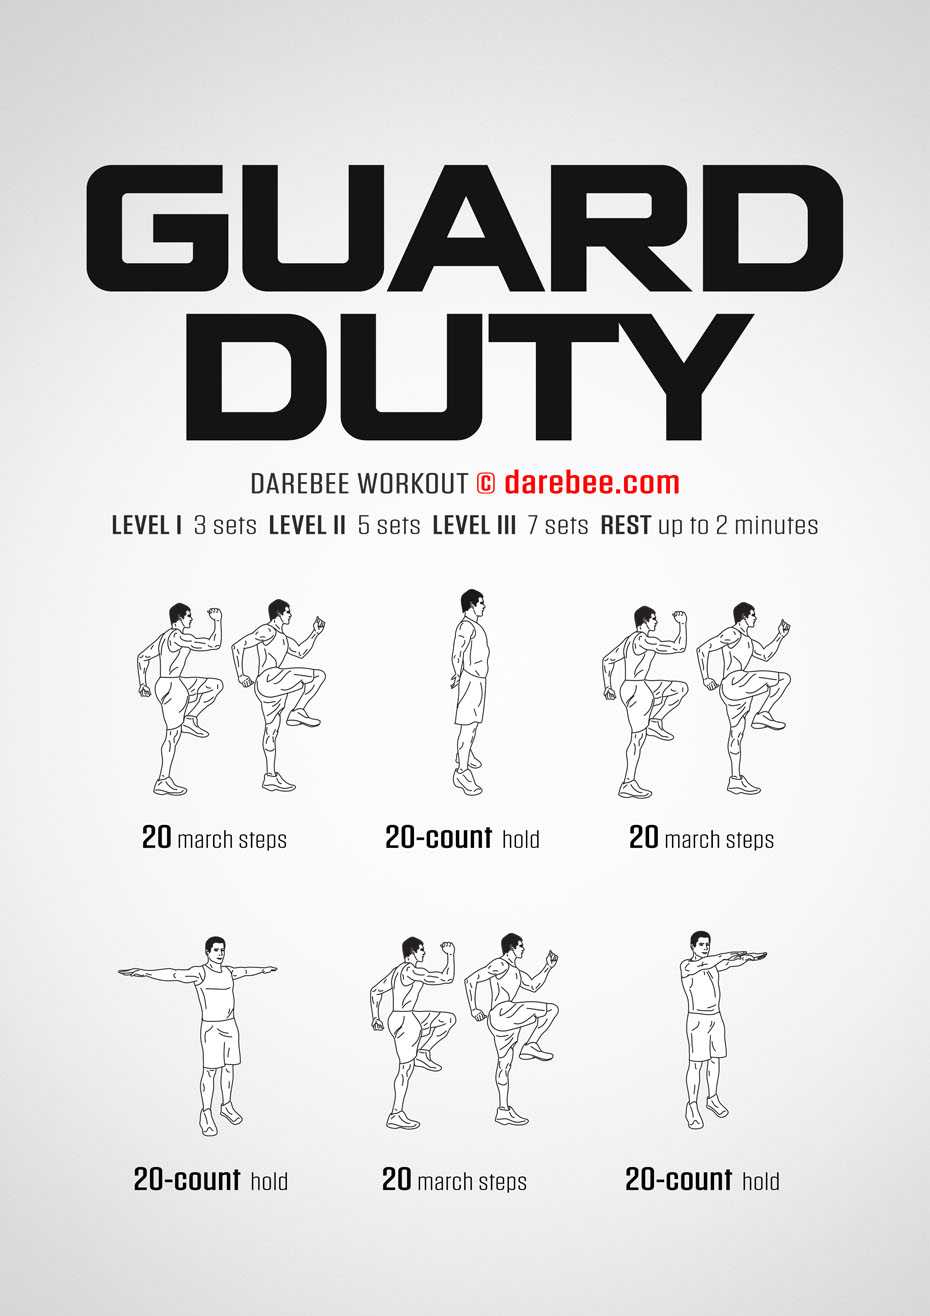 GUARD
DUTY
DAREBEE WORKOUT © darebee.com
LEVEL I 3 sets LEVEL II 5 sets LEVEL III 7 sets REST up to 2 minutes
20 march steps
20-count hold
20 march steps
20-count hold
20 march steps
20-count hold